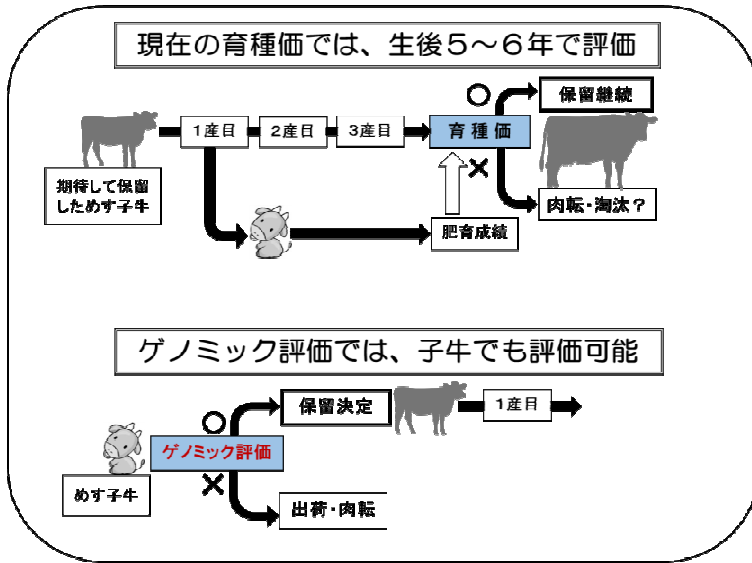 現在の育種価では、生後5~6年で評価
期待して保留
しためす子牛
1産目
2産目
3産目
育種価
○
×
保留継続
肉転・淘汰?
肥育成績
ゲノミック評価では、子牛でも評価可能
めす子牛
ゲノミック評価
○
×
保留決定
1産目
出荷・肉転